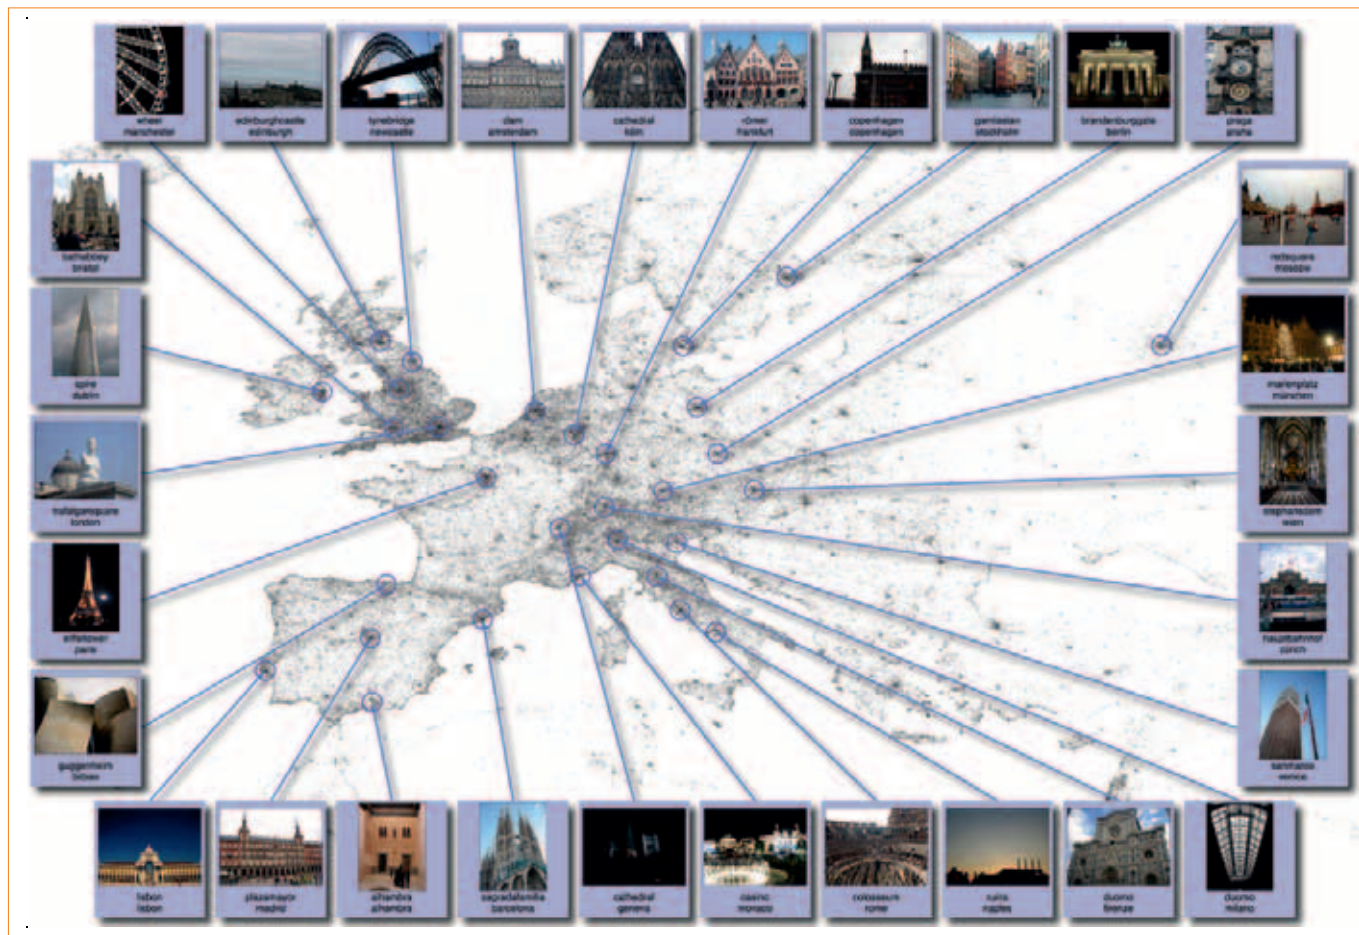 wheel
manchester
edinburghcastle
edinburgh
tynebridge
newcastle
dam
amsterdam
cathedral
köln
römer
frankfurt
copenhagen
copenhagen
gamlastan
stockholm
brandenburggate
berlin
praga
praha
bathabbey
bristol
redsquare
moscow
spire
dublin
marienplatz
münchen
trafalgarsquare
london
stephansdom
wien
eiffeltower
paris
hauptbahnhof
zürich
guggenheim
bilbao
sanmarco
venice
lisbon
lisbon
plazamayor
madrid
alhambra
alhambra
sagradafamilia
barcelona
cathedral
geneva
casino
monaco
colosseum
rome
ruins
naples
duomo
firenze
duomo
milano